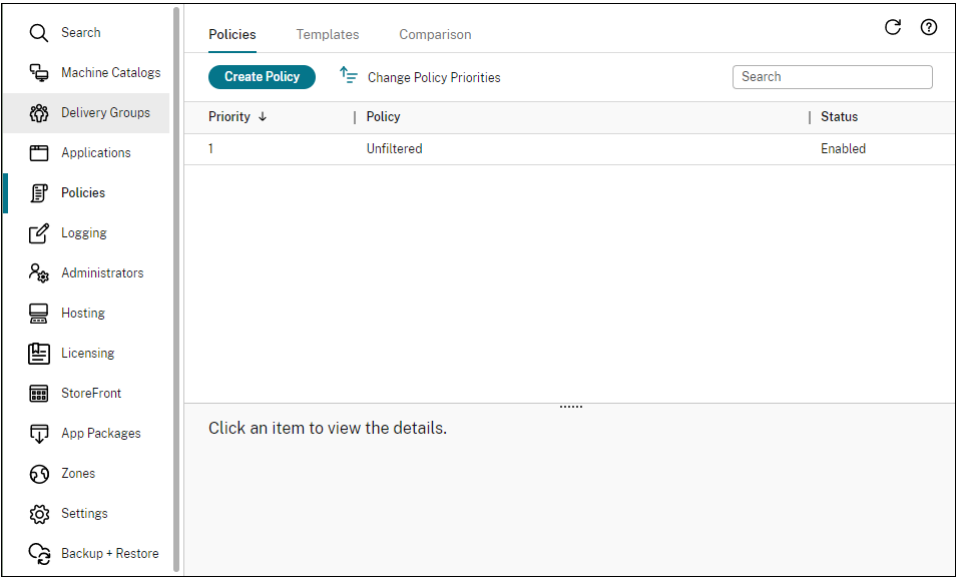 Search
Machine Catalogs
Delivery Groups
Applications
Policies
Logging
Administrators
Hosting
Licensing
StoreFront
App Packages
Zones
Settings
Backup + Restore
Policies Templates Comparison
Create Policy Change Policy Priorities Search
Priority ↓ | Policy | Status
1 Unfiltered Enabled
Click an item to view the details.